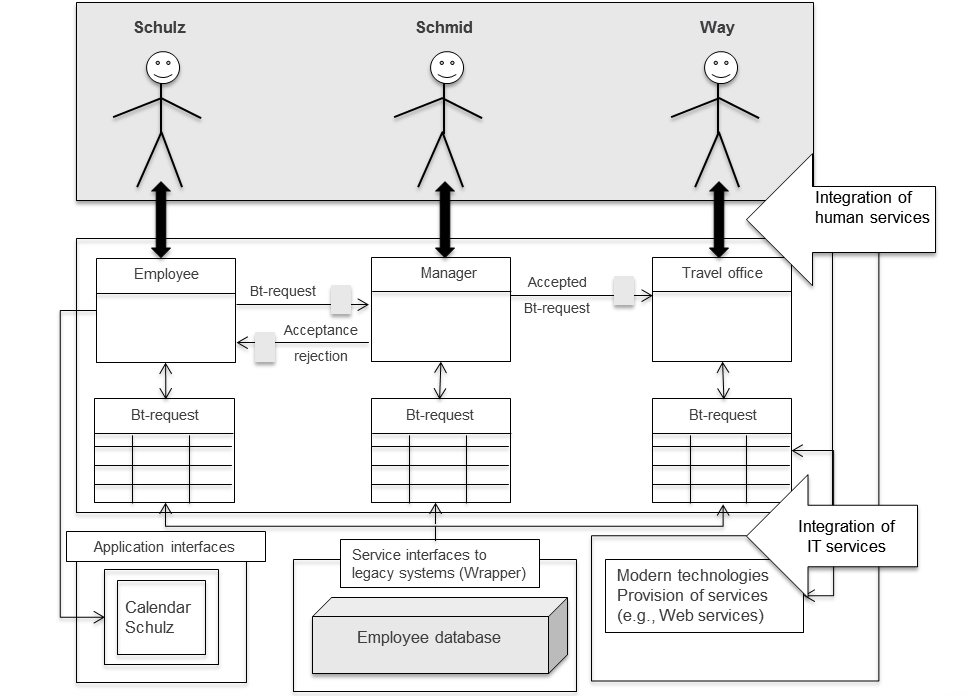 Schulz
Schmid
Way
Integration of
human services
Employee
Manager
Travel office
Bt-request
Accepted
Bt-request
Acceptance
rejection
Bt-request
Bt-request
Bt-request
Integration of
IT services
Application interfaces
Service interfaces to
legacy systems (Wrapper)
Modern technologies
Provision of services
(e.g., Web services)
Calendar
Schulz
Employee database